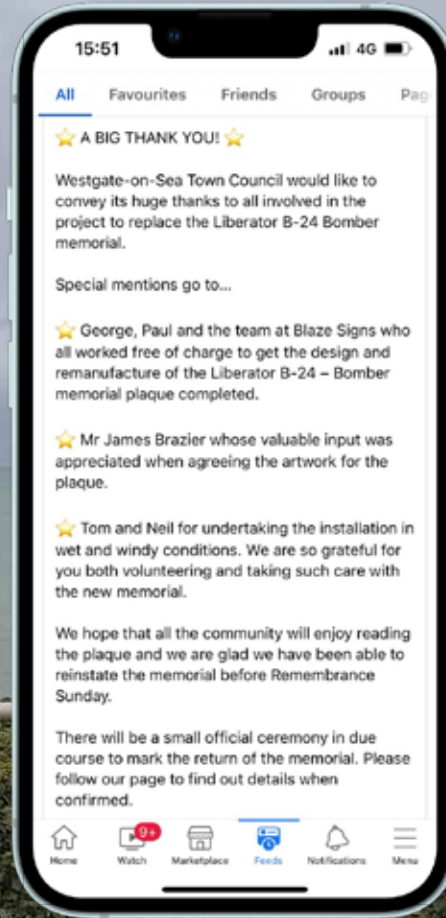 15:51
4G
All Favourites Friends Groups Pag
⭐ A BIG THANK YOU! ⭐
Westgate-on-Sea Town Council would like to
convey its huge thanks to all involved in the
project to replace the Liberator B-24 Bomber
memorial.
Special mentions go to...
⭐ George, Paul and the team at Blaze Signs who
all worked free of charge to get the design and
remanufacture of the Liberator B-24 – Bomber
memorial plaque completed.
⭐ Mr James Brazier whose valuable input was
appreciated when agreeing the artwork for the
plaque.
⭐ Tom and Neil for undertaking the installation in
wet and windy conditions. We are so grateful for
you both volunteering and taking such care with
the new memorial.
We hope that all the community will enjoy reading
the plaque and we are glad we have been able to
reinstate the memorial before Remembrance
Sunday.
There will be a small official ceremony in due
course to mark the return of the memorial. Please
follow our page to find out details when
confirmed.
9+
Home Watch Marketplace Feeds Notifications Menu